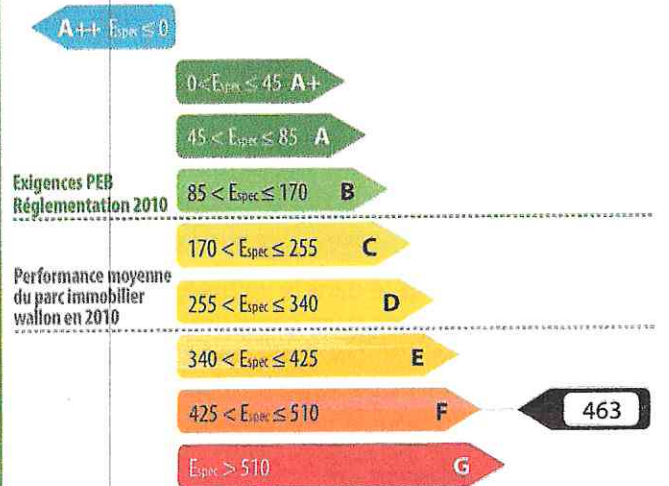 A++ Espec ≤ 0
0 < Espec ≤ 45 A+
45 < Espec ≤ 85 A
Exigences PEB
Réglementation 2010
85 < Espec ≤ 170 B
170 < Espec ≤ 255 C
Performance moyenne
du parc immobilier
wallon en 2010
255 < Espec ≤ 340 D
340 < Espec ≤ 425 E
425 < Espec ≤ 510 F
463
Espec > 510 G